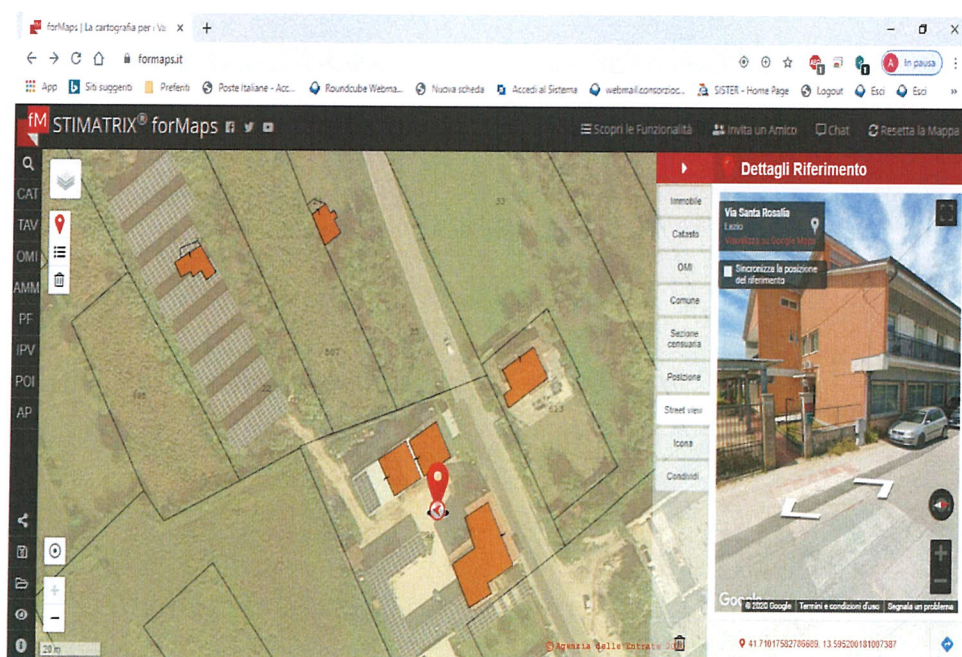 forMaps | La cartografia per i Va
formaps.it
In pausa
App
Siti suggeriti
Preferiti
Poste Italiane - Acc...
Roundcube Webma...
Nuova scheda
Accedi al Sistema
webmail.consorzioc...
SISTER - Home Page
Logout
Esci
Esci
fM STIMATRIX® forMaps
Scopri le Funzionalità
Invita un Amico
Chat
Resetta la Mappa
CAT
TAV
OMI
AMM
PF
IPV
POI
AP
33
613
20 m
© Agenzia delle Entrate
Dettagli Riferimento
Immobile
Catasto
OMI
Comune
Sezione
censuaria
Posizione
Street view
Icona
Condividi
Via Santa Rosalia
Lazio
Visualizza su Google Maps
Sincronizza la posizione
del riferimento
Google
© 2020 Google
Termini e condizioni d'uso
Segnala un problema
41.71017582786689, 13.595200181007387